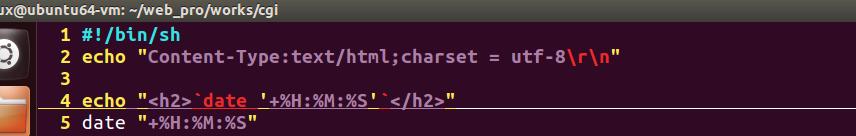 ux@ubuntu64-vm: ~/web_pro/works/cgi
1 #!/bin/sh
2 echo "Content-Type:text/html;charset = utf-8\r\n"
3
4 echo "<h2>`date '+%H:%M:%S'`</h2>"
5 date "+%H:%M:%S"